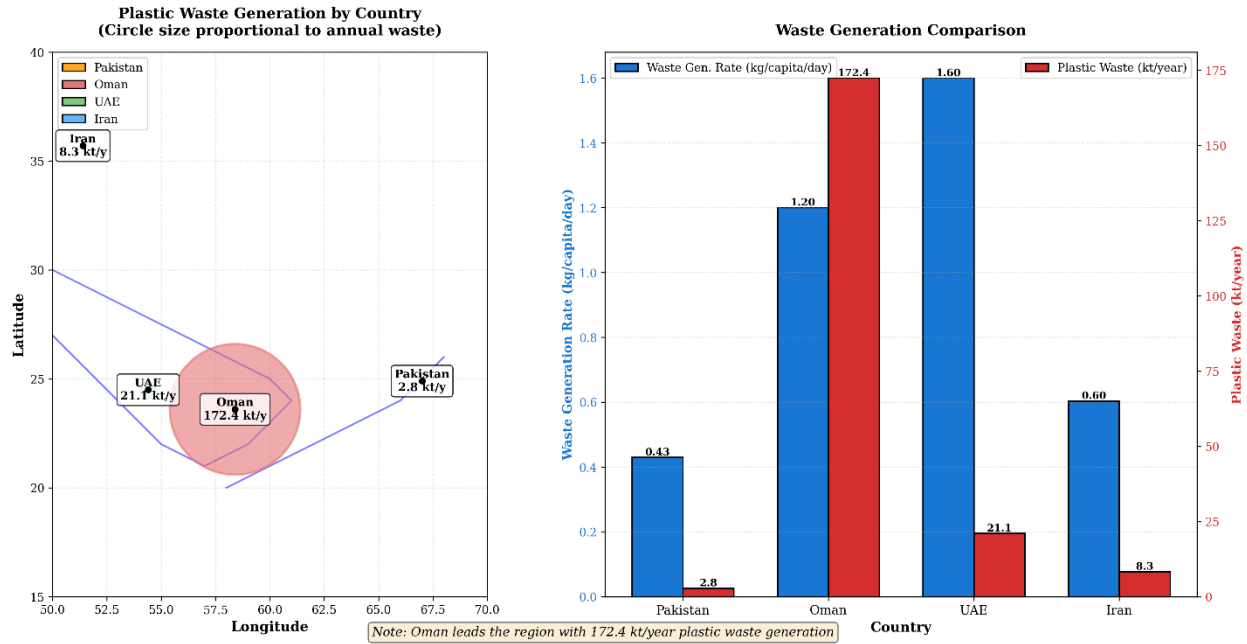 Plastic Waste Generation by Country
(Circle size proportional to annual waste)
Pakistan
Oman
UAE
Iran
Iran
8.3 kt/y
UAE
21.1 kt/y
Oman
172.4 kt/y
Pakistan
2.8 kt/y
40
35
30
25
20
15
Latitude
50.0 52.5 55.0 57.5 60.0 62.5 65.0 67.5 70.0
Longitude
Waste Generation Comparison
Waste Gen. Rate (kg/capita/day)
Plastic Waste (kt/year)
1.6
1.4
1.2
1.0
0.8
0.6
0.4
0.2
0.0
Waste Generation Rate (kg/capita/day)
0.43
2.8
1.20
172.4
1.60
21.1
0.60
8.3
175
150
125
100
75
50
25
0
Plastic Waste (kt/year)
Pakistan Oman UAE Iran
Country
Note: Oman leads the region with 172.4 kt/year plastic waste generation